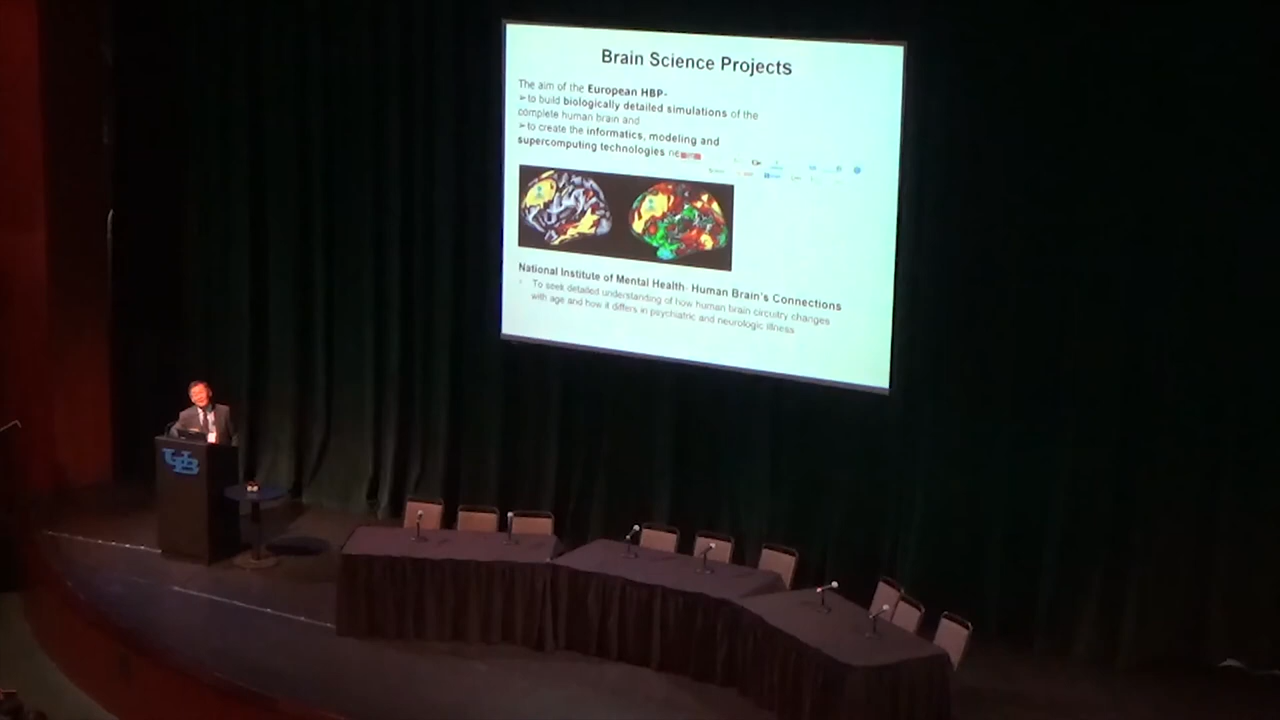 Brain Science Projects
The aim of the European HBP-
➢to build biologically detailed simulations of the
complete human brain and
➢to create the informatics, modeling and
supercomputing technologies
National Institute of Mental Health- Human Brain's Connections
To seek detailed understanding of how human brain circuitry changes
with age and how it differs in psychiatric and neurologic illness
UB